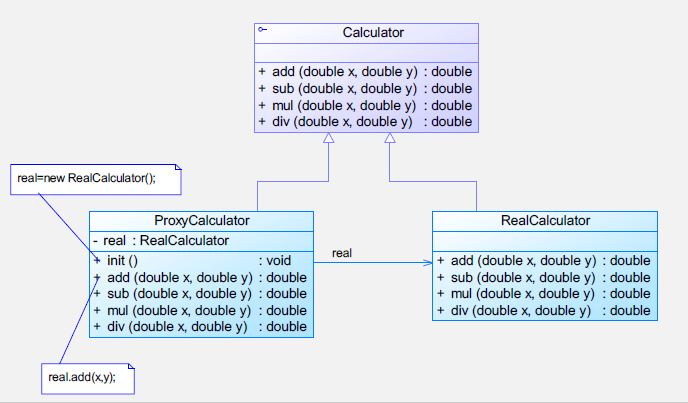 Calculator
+ add (double x, double y) : double
+ sub (double x, double y) : double
+ mul (double x, double y) : double
+ div (double x, double y) : double
real=new RealCalculator();
ProxyCalculator
- real : RealCalculator
+ init () : void
+ add (double x, double y) : double
+ sub (double x, double y) : double
+ mul (double x, double y) : double
+ div (double x, double y) : double
real
RealCalculator
+ add (double x, double y) : double
+ sub (double x, double y) : double
+ mul (double x, double y) : double
+ div (double x, double y) : double
real.add(x,y);